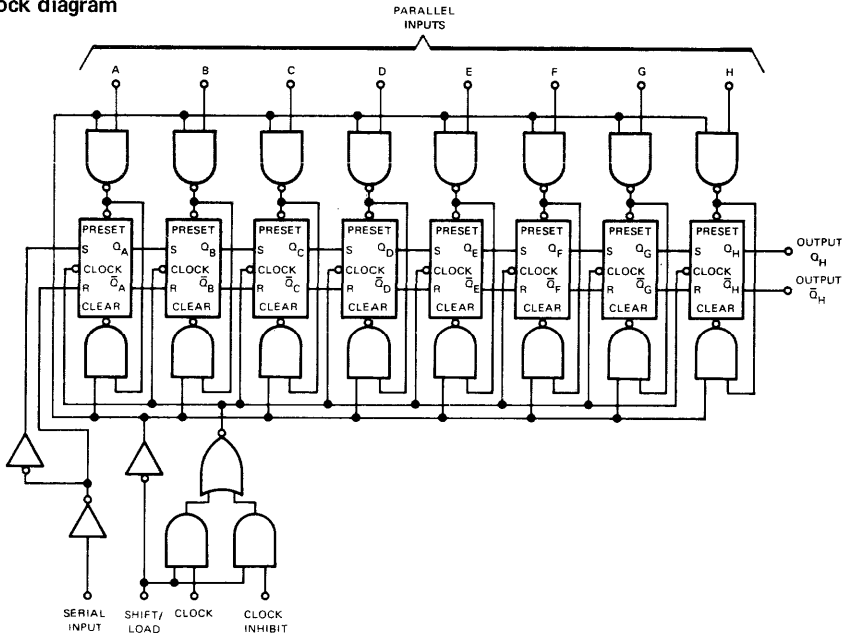 ock diagram
PARALLEL
INPUTS
A B C D E F G H
PRESET PRESET PRESET PRESET PRESET PRESET PRESET PRESET
S QA S QB S QC S QD S QE S QF S QG S QH
OUTPUT
QH
CLOCK CLOCK CLOCK CLOCK CLOCK CLOCK CLOCK CLOCK
R Q̅A R Q̅B R Q̅C R Q̅D R Q̅E R Q̅F R Q̅G R Q̅H
OUTPUT
Q̅H
CLEAR CLEAR CLEAR CLEAR CLEAR CLEAR CLEAR CLEAR
SERIAL
INPUT
SHIFT/
LOAD
CLOCK
CLOCK
INHIBIT